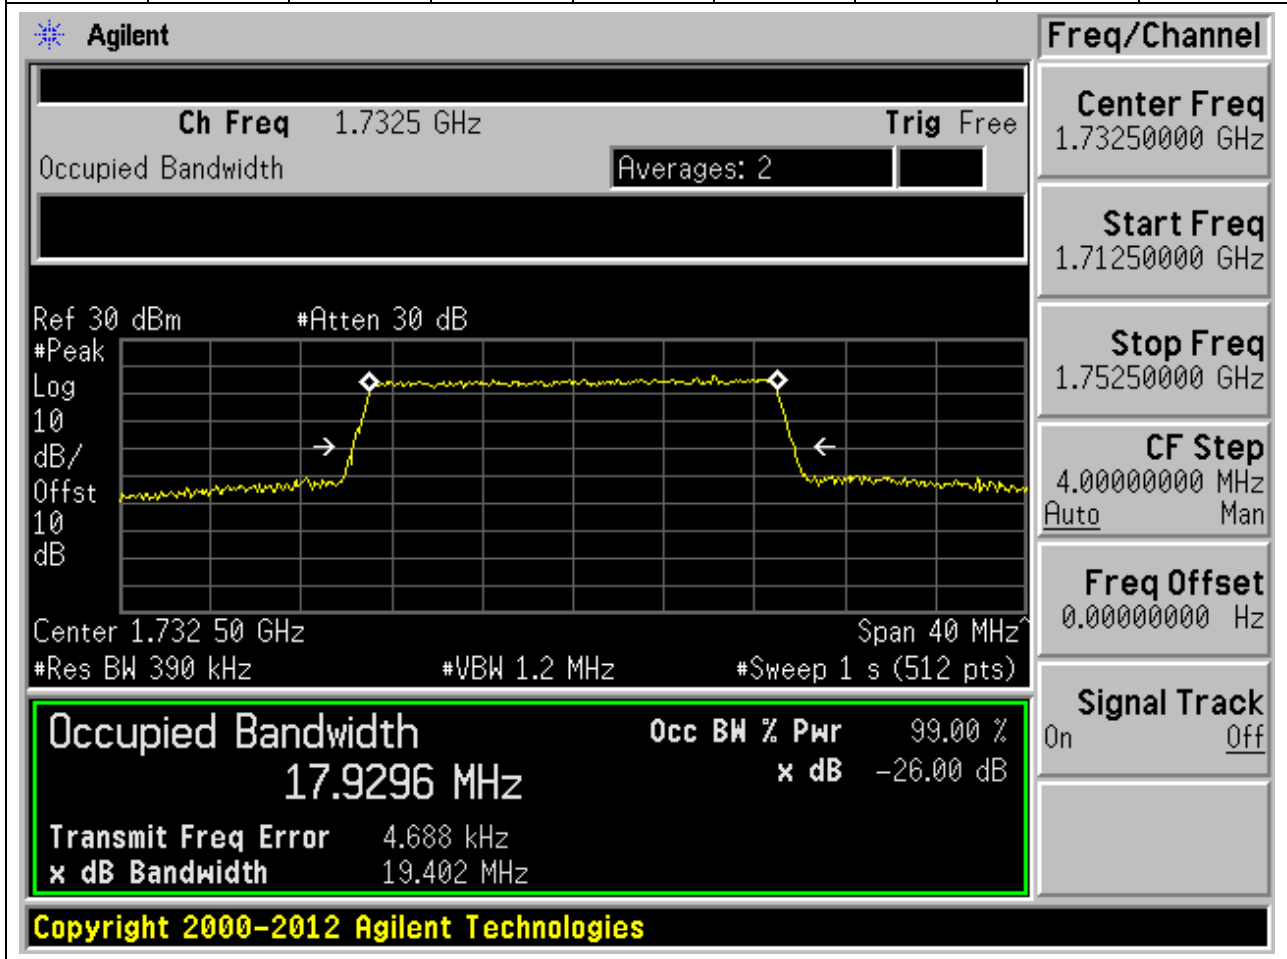 Agilent
Freq/Channel
Ch Freq 1.7325 GHz Trig Free
Occupied Bandwidth Averages: 2
Ref 30 dBm #Atten 30 dB
#Peak
Log
10
dB/
Offst
10
dB
Center 1.732 50 GHz Span 40 MHz^
#Res BW 390 kHz #VBW 1.2 MHz #Sweep 1 s (512 pts)
Occupied Bandwidth Occ BW % Pwr 99.00 %
17.9296 MHz x dB -26.00 dB
Transmit Freq Error 4.688 kHz
x dB Bandwidth 19.402 MHz
Copyright 2000-2012 Agilent Technologies
Center Freq
1.73250000 GHz
Start Freq
1.71250000 GHz
Stop Freq
1.75250000 GHz
CF Step
4.00000000 MHz
Auto Man
Freq Offset
0.00000000 Hz
Signal Track
On Off